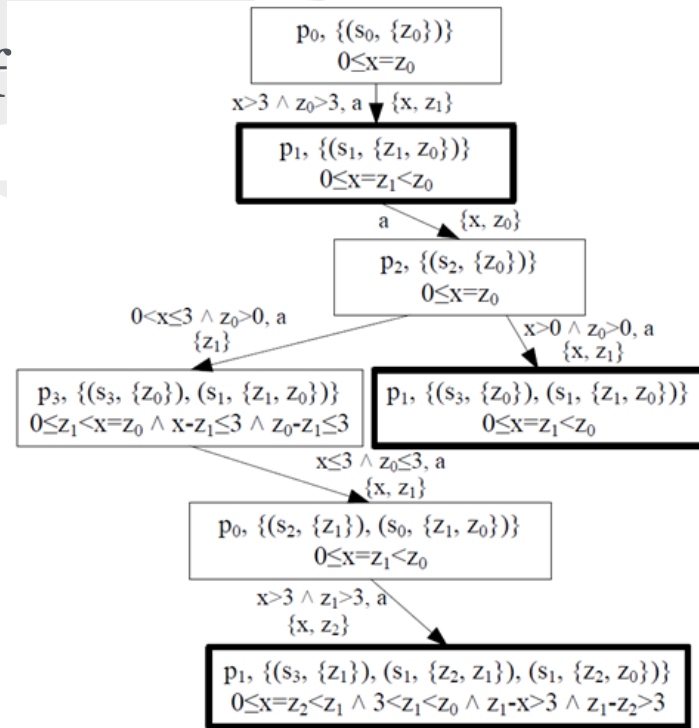 p₀, {(s₀, {z₀})}
0≤x=z₀
x>3 ∧ z₀>3, a {x, z₁}
p₁, {(s₁, {z₁, z₀})}
0≤x=z₁<z₀
a {x, z₀}
p₂, {(s₂, {z₀})}
0≤x=z₀
0<x≤3 ∧ z₀>0, a
{z₁}
x>0 ∧ z₀>0, a
{x, z₁}
p₃, {(s₃, {z₀}), (s₁, {z₁, z₀})}
0≤z₁<x=z₀ ∧ x-z₁≤3 ∧ z₀-z₁≤3
p₁, {(s₃, {z₀}), (s₁, {z₁, z₀})}
0≤x=z₁<z₀
x≤3 ∧ z₀≤3, a
{x, z₁}
p₀, {(s₂, {z₁}), (s₀, {z₁, z₀})}
0≤x=z₁<z₀
x>3 ∧ z₁>3, a
{x, z₂}
p₁, {(s₃, {z₁}), (s₁, {z₂, z₁}), (s₁, {z₂, z₀})}
0≤x=z₂<z₁ ∧ 3<z₁<z₀ ∧ z₁-x>3 ∧ z₁-z₂>3